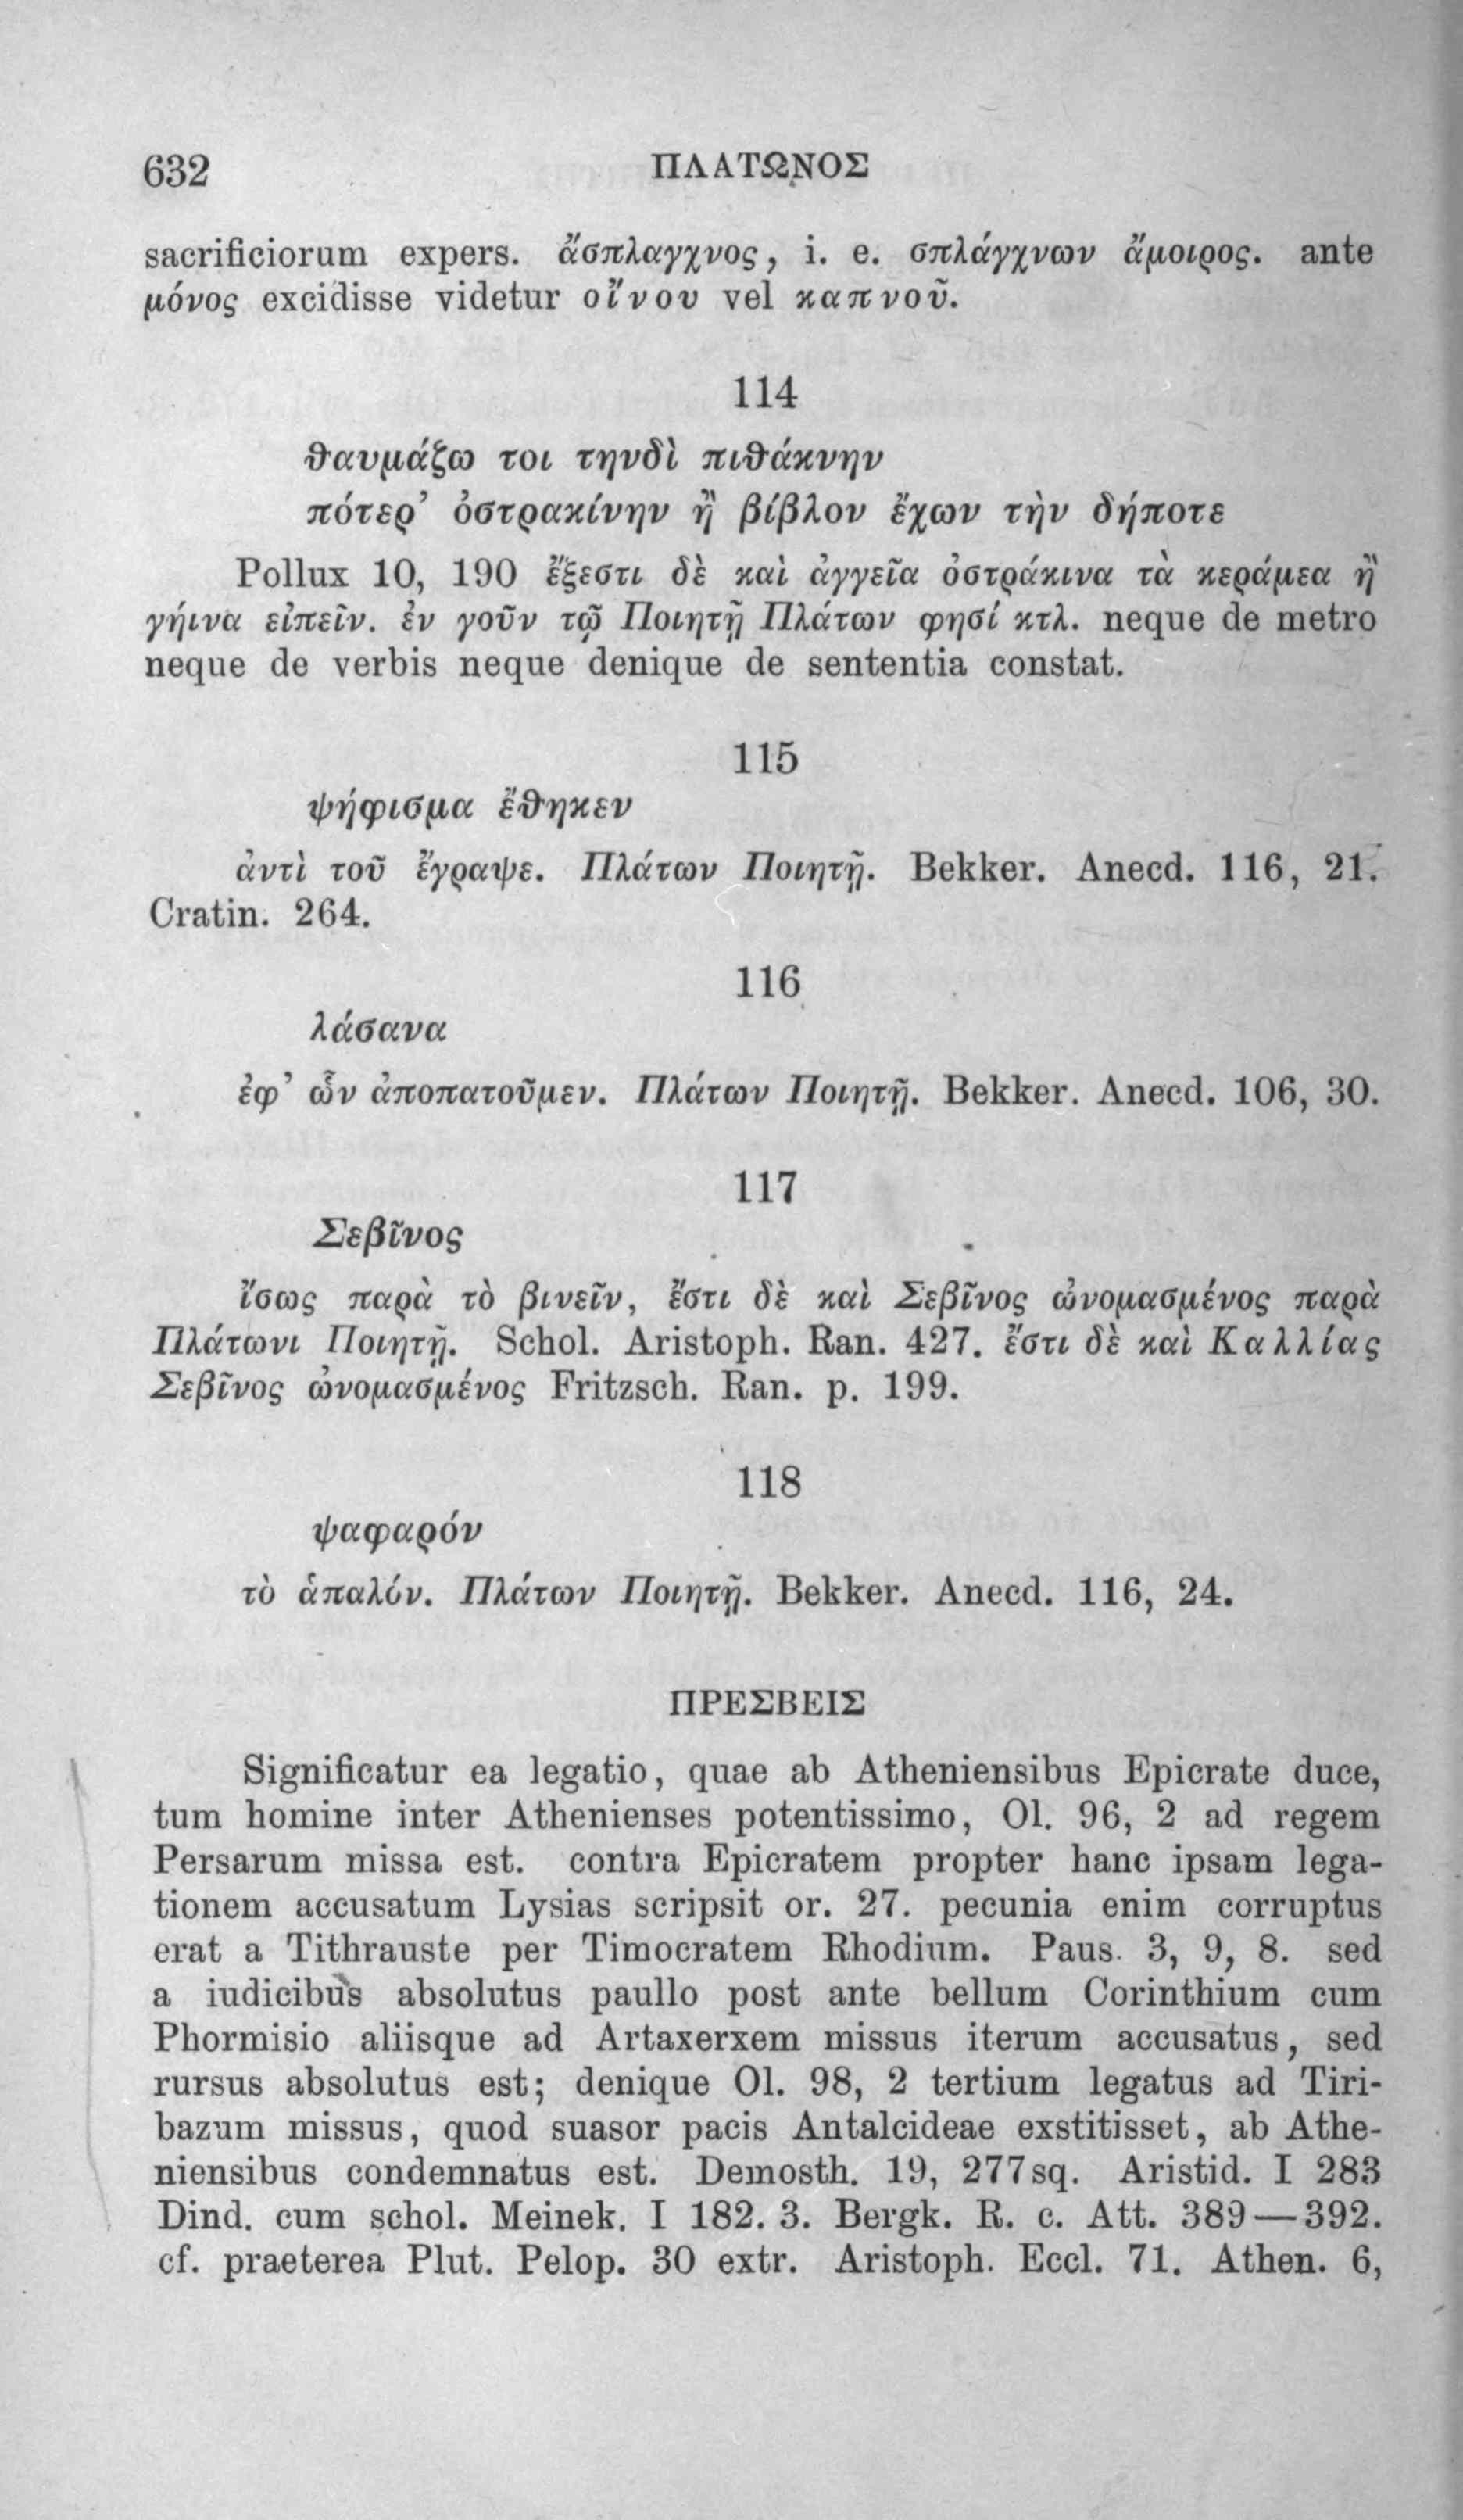 632 ΠΛΑΤΩΝΟΣ
sacrificiorum expers. ἄσπλαγχνος, i. e. σπλάγχνων ἄμοιρος. ante
μόνος excidisse videtur οἴνου vel καπνοῦ.
114
θαυμάζω τοι τηνδὶ πιθάκνην
πότερ’ ὀστρακίνην ἢ βίβλον ἔχων τὴν δήποτε
Pollux 10, 190 ἔξεστι δὲ καὶ ἀγγεῖα ὀστράκινα τὰ κεράμεα ἢ
γήινα εἰπεῖν. ἐν γοῦν τῷ Ποιητῇ Πλάτων φησί κτλ. neque de metro
neque de verbis neque denique de sententia constat.
115
ψήφισμα ἔθηκεν
ἀντὶ τοῦ ἔγραψε. Πλάτων Ποιητῇ. Bekker. Anecd. 116, 21.
Cratin. 264.
116
λάσανα
ἐφ’ ὧν ἀποπατοῦμεν. Πλάτων Ποιητῇ. Bekker. Anecd. 106, 30.
117
Σεβῖνος
ἴσως παρὰ τὸ βινεῖν, ἔστι δὲ καὶ Σεβῖνος ὠνομασμένος παρὰ
Πλάτωνι Ποιητῇ. Schol. Aristoph. Ran. 427. ἔστι δὲ καὶ Καλλίας
Σεβῖνος ὠνομασμένος Fritzsch. Ran. p. 199.
118
ψαφαρόν
τὸ ἁπαλόν. Πλάτων Ποιητῇ. Bekker. Anecd. 116, 24.
ΠΡΕΣΒΕΙΣ
Significatur ea legatio, quae ab Atheniensibus Epicrate duce,
tum homine inter Athenienses potentissimo, Ol. 96, 2 ad regem
Persarum missa est. contra Epicratem propter hanc ipsam lega-
tionem accusatum Lysias scripsit or. 27. pecunia enim corruptus
erat a Tithrauste per Timocratem Rhodium. Paus. 3, 9, 8. sed
a iudicibus absolutus paullo post ante bellum Corinthium cum
Phormisio aliisque ad Artaxerxem missus iterum accusatus, sed
rursus absolutus est; denique Ol. 98, 2 tertium legatus ad Tiri-
bazum missus, quod suasor pacis Antalcideae exstitisset, ab Athe-
niensibus condemnatus est. Demosth. 19, 277 sq. Aristid. I 283
Dind. cum schol. Meinek. I 182. 3. Bergk. R. c. Att. 389—392.
cf. praeterea Plut. Pelop. 30 extr. Aristoph. Eccl. 71. Athen. 6,